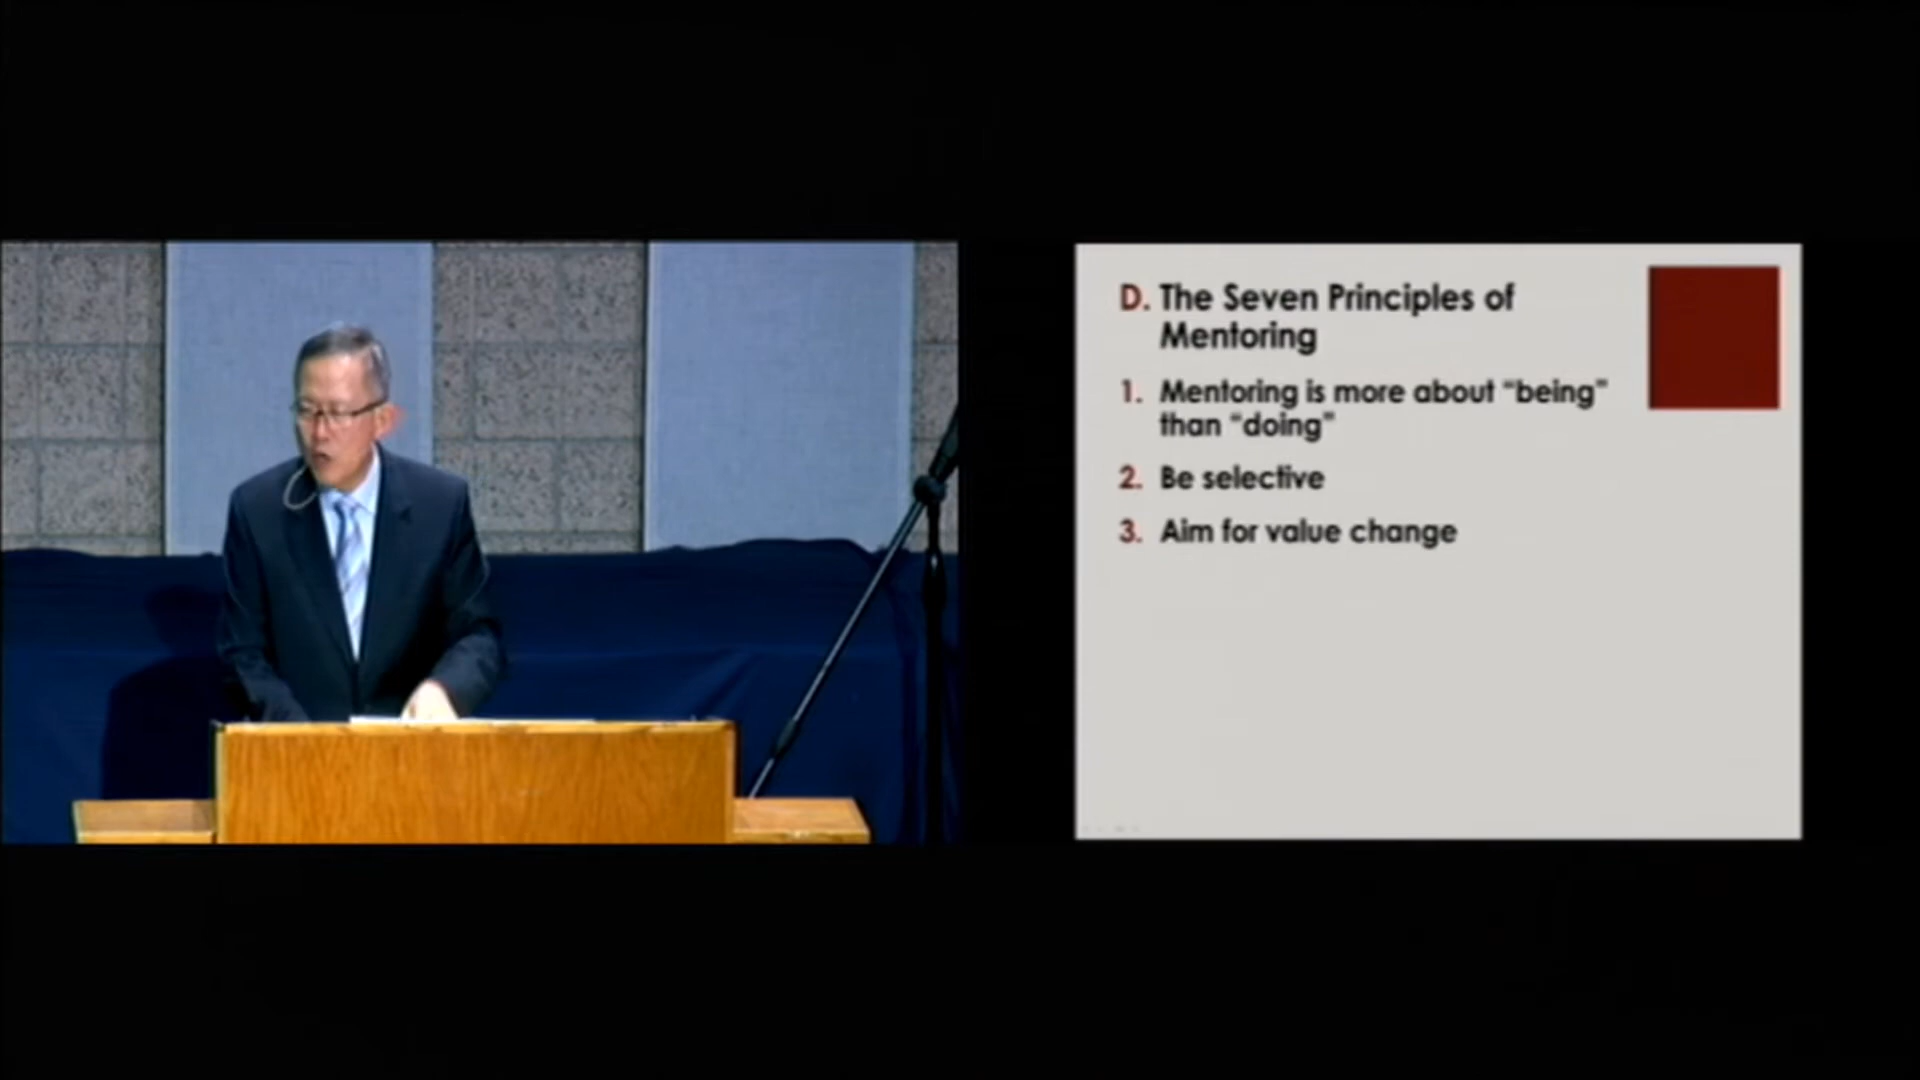 D. The Seven Principles of
Mentoring
1. Mentoring is more about “being”
than “doing”
2. Be selective
3. Aim for value change